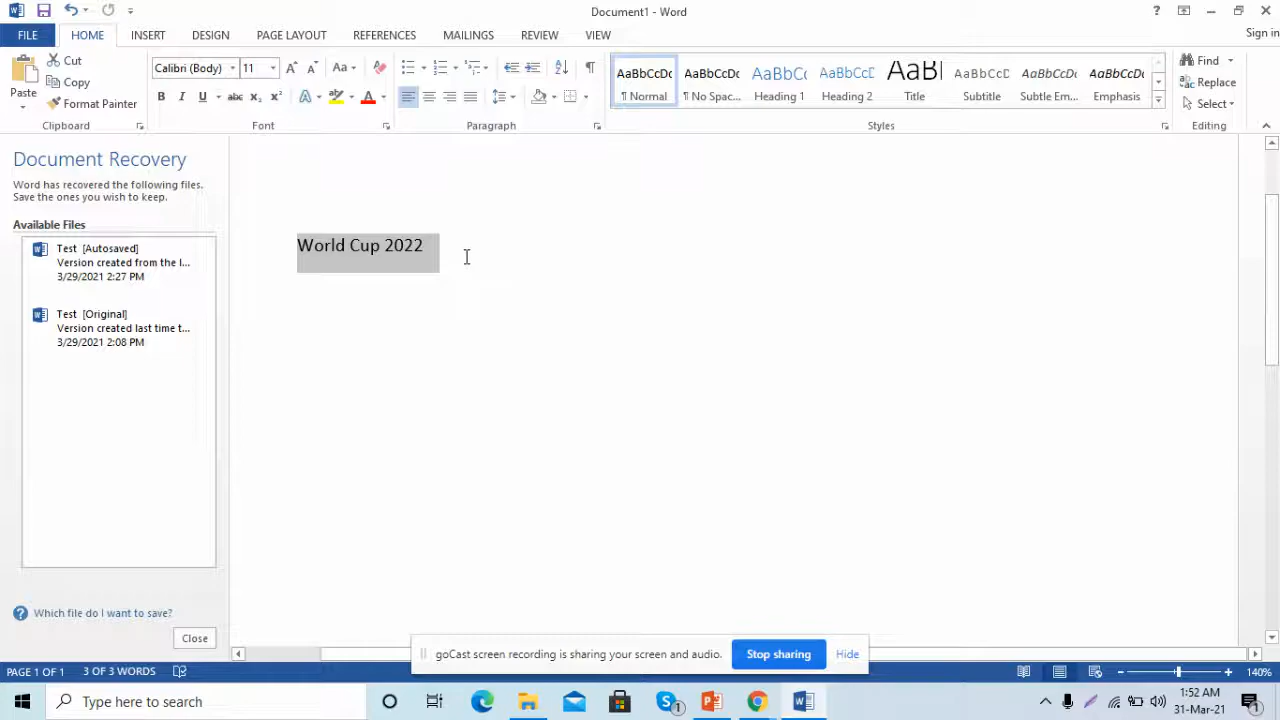 Document1 - Word
Sign in
FILE HOME INSERT DESIGN PAGE LAYOUT REFERENCES MAILINGS REVIEW VIEW
Paste
Cut
Copy
Format Painter
Clipboard
Calibri (Body) 11
Font
Paragraph
AaBbCcDc AaBbCcDc AaBbCc AaBbCcD AaBl AaBbCcD AaBbCcDc AaBbCcDc
¶ Normal ¶ No Spac... Heading 1 Heading 2 Title Subtitle Subtle Em... Emphasis
Styles
Find
Replace
Select
Editing
Document Recovery
Word has recovered the following files.
Save the ones you wish to keep.
Available Files
Test [Autosaved]
Version created from the l...
3/29/2021 2:27 PM
Test [Original]
Version created last time t...
3/29/2021 2:08 PM
Which file do I want to save?
Close
World Cup 2022
goCast screen recording is sharing your screen and audio. Stop sharing Hide
PAGE 1 OF 1 3 OF 3 WORDS 140%
Type here to search
1:52 AM
31-Mar-21